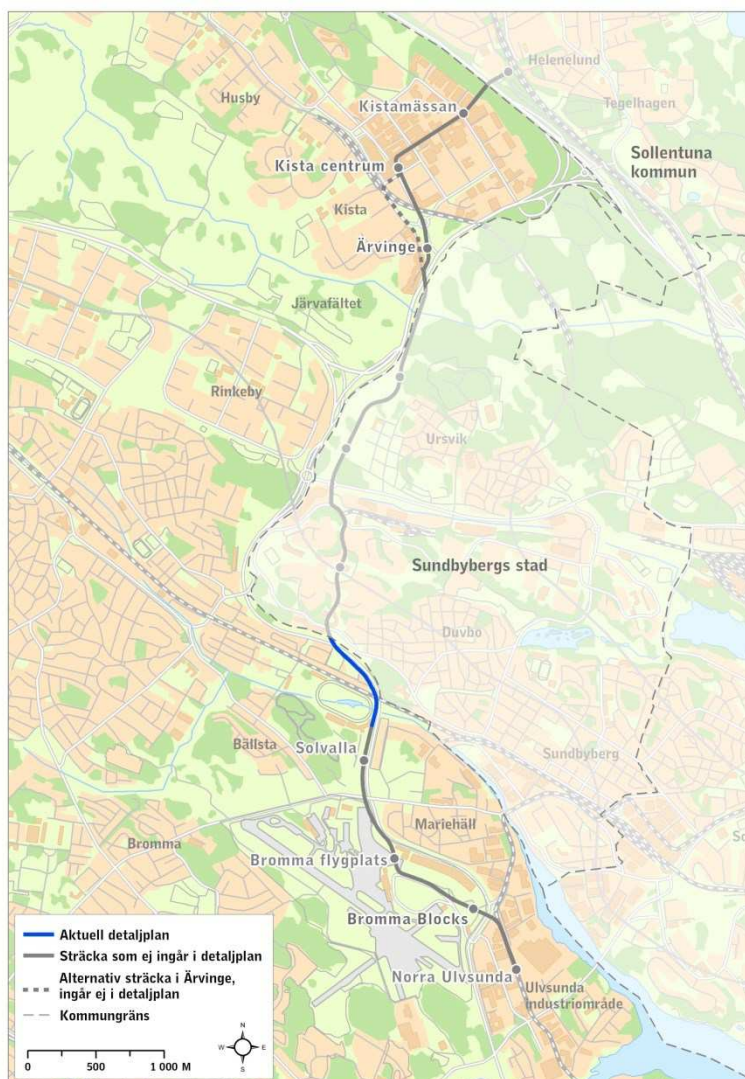 Helenelund
Husby
Kistamässan
Tegelhagen
Sollentuna
kommun
Kista centrum
Kista
Ärvinge
Järvafältet
Rinkeby
Ursvik
Sundbybergs stad
Duvbo
Solvalla
Bällsta
Sundbyberg
Mariehäll
Bromma
So
Bromma flygplats
Bromma Blocks
Norra Ulvsunda
Ulvsunda
industriområde
Aktuell detaljplan
Sträcka som ej ingår i detaljplan
Alternativ sträcka i Ärvinge,
ingår ej i detaljplan
Kommungräns
N
W E
S
0 500 1 000 M